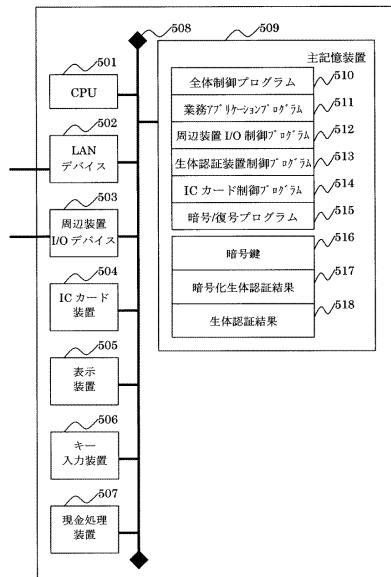 508
509
主記憶装置
501
CPU
502
LAN
デバイス
503
周辺装置
I/O デバイス
504
IC カード
装置
505
表示
装置
506
キー
入力装置
507
現金処理
装置
全体制御プログラム
510
業務アプリケーションプログラム
511
周辺装置 I/O 制御プログラム
512
生体認証装置制御プログラム
513
IC カード制御プログラム
514
暗号/復号プログラム
515
暗号鍵
516
暗号化生体認証結果
517
生体認証結果
518